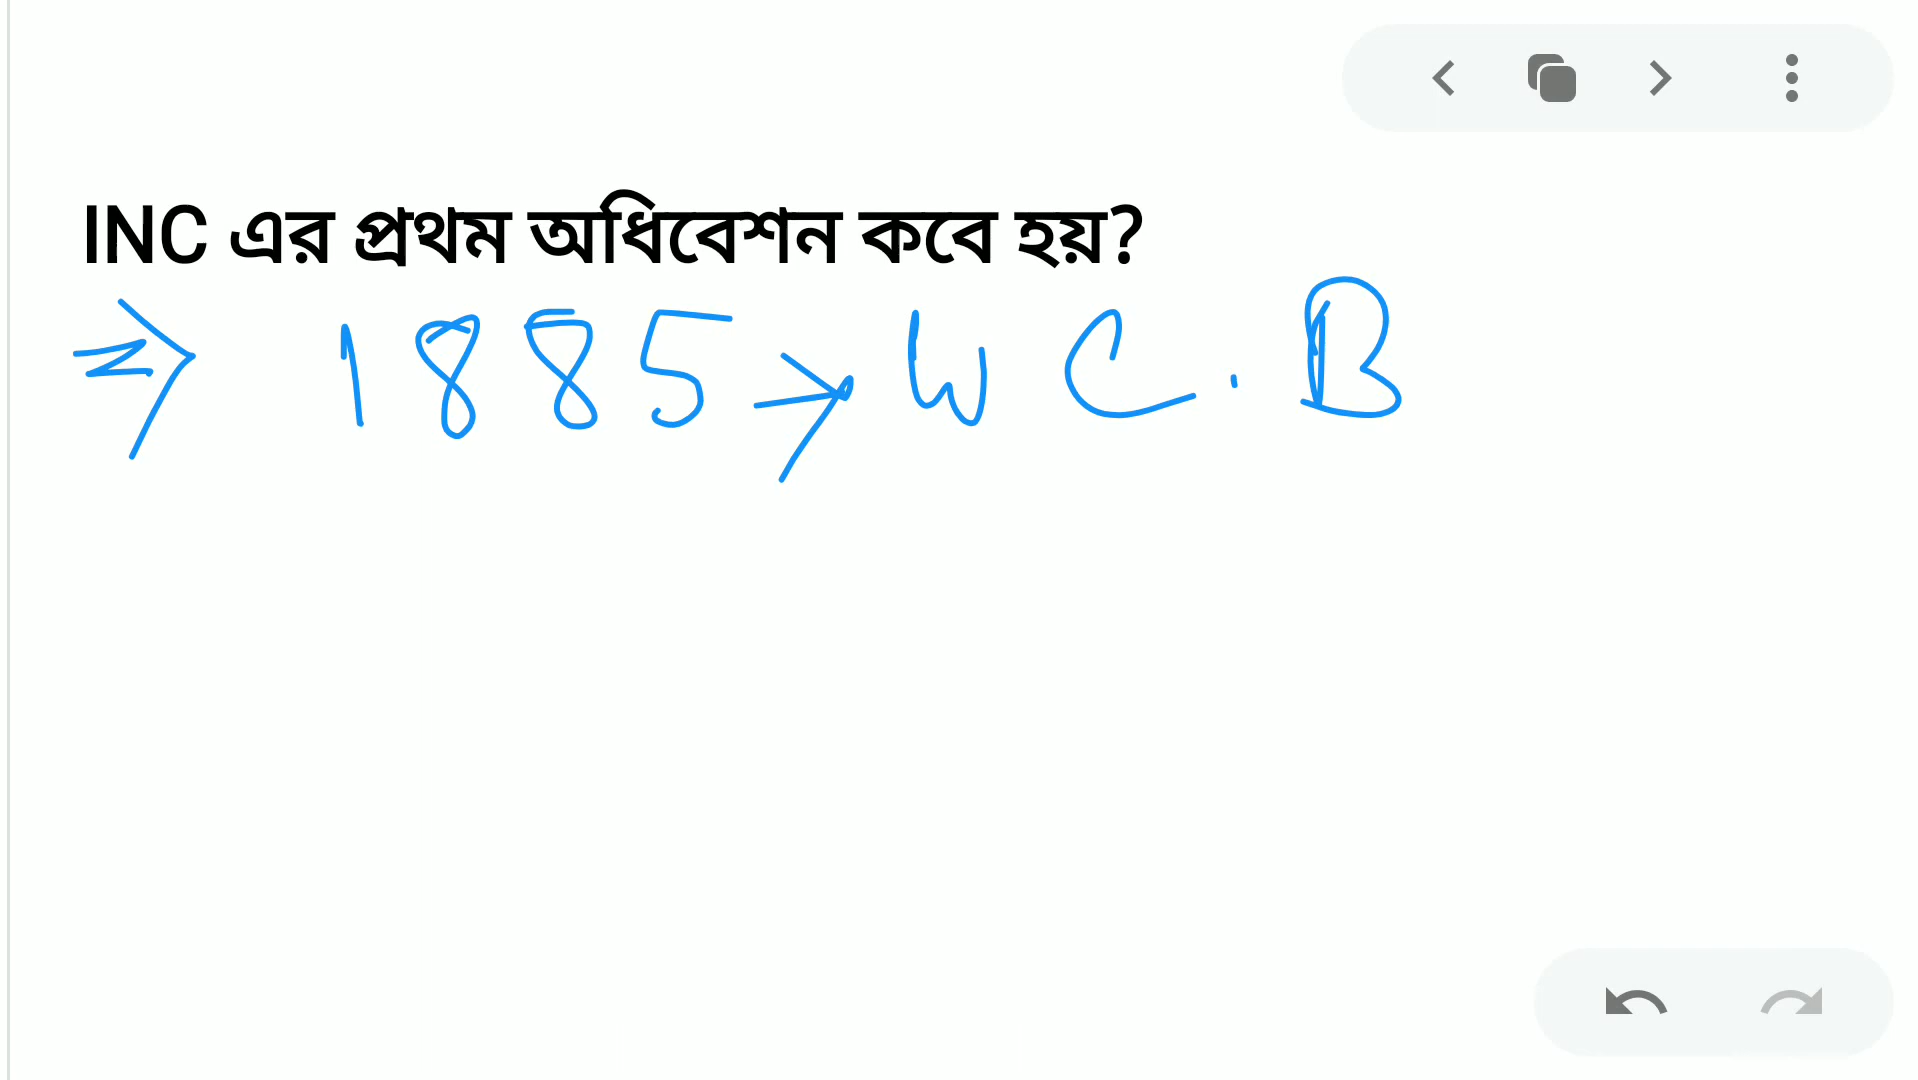 INC এর প্রথম অধিবেশন কবে হয়?
⇒ 1885 → W C . B